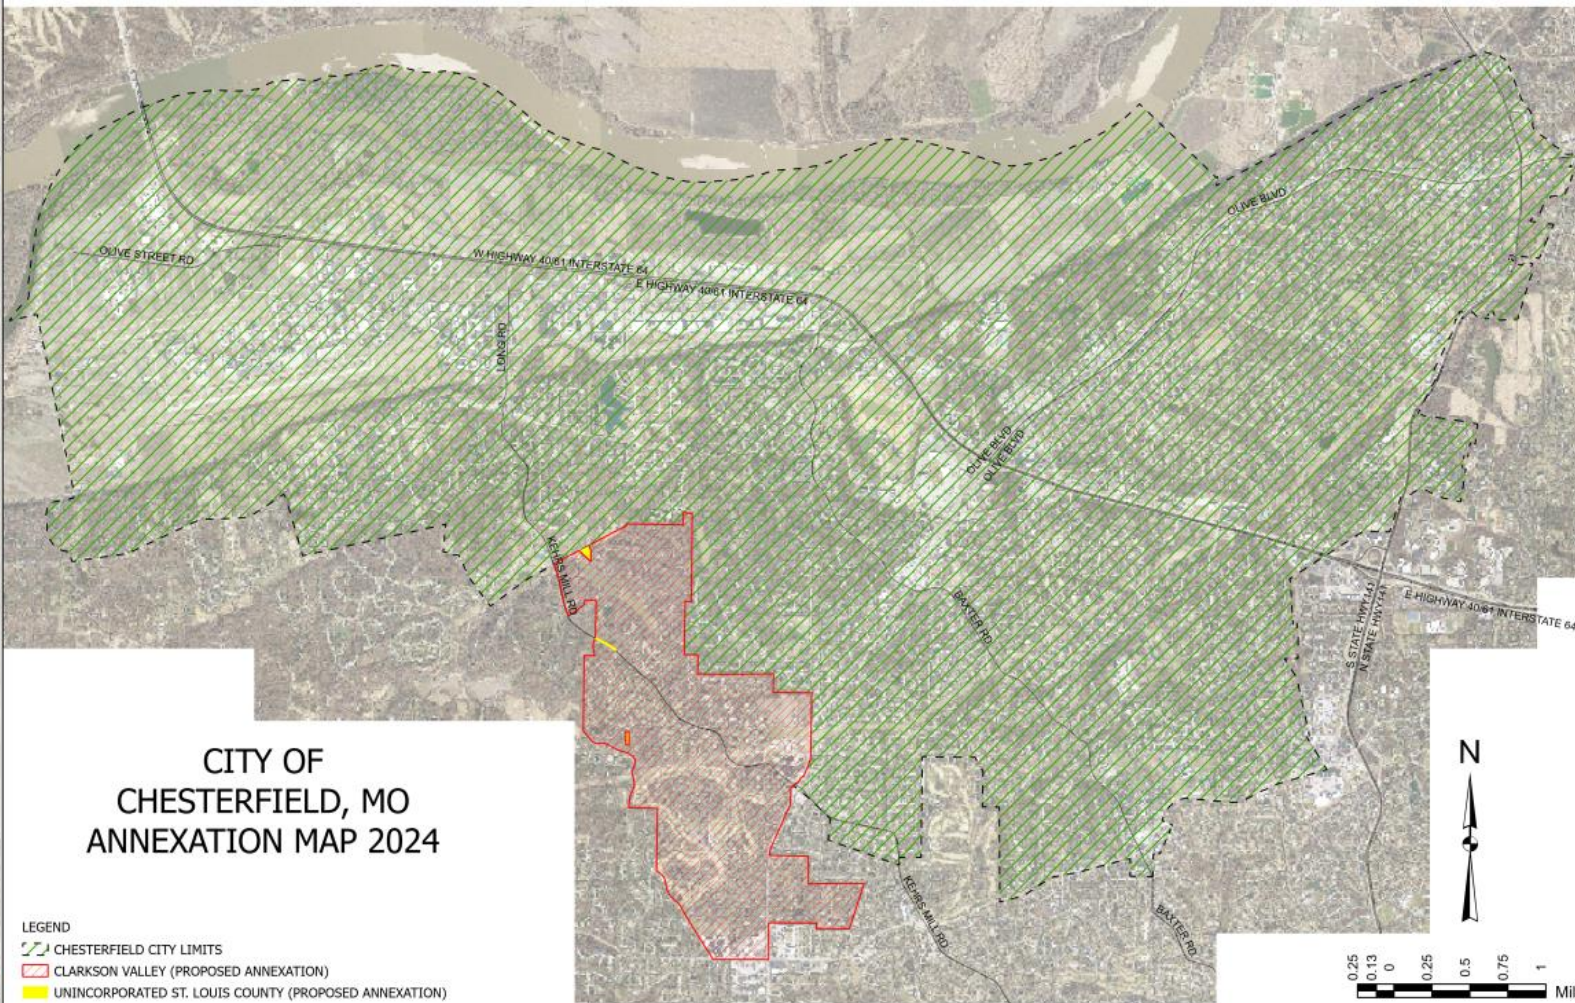 OLIVE BLVD
OLIVE STREET RD
W HIGHWAY 40/61 INTERSTATE 64
E HIGHWAY 40/61 INTERSTATE 64
LONG RD
OLIVE BLVD
OLIVE BLVD
KEHRS MILL RD
BAXTER RD
S STATE HWY 141
N STATE HWY 141
E HIGHWAY 40/61 INTERSTATE 64
CITY OF
CHESTERFIELD, MO
ANNEXATION MAP 2024
N
KEHRS MILL RD
BAXTER RD
LEGEND
CHESTERFIELD CITY LIMITS
CLARKSON VALLEY (PROPOSED ANNEXATION)
UNINCORPORATED ST. LOUIS COUNTY (PROPOSED ANNEXATION)
0.25 0.13 0 0.25 0.5 0.75 1
Mil